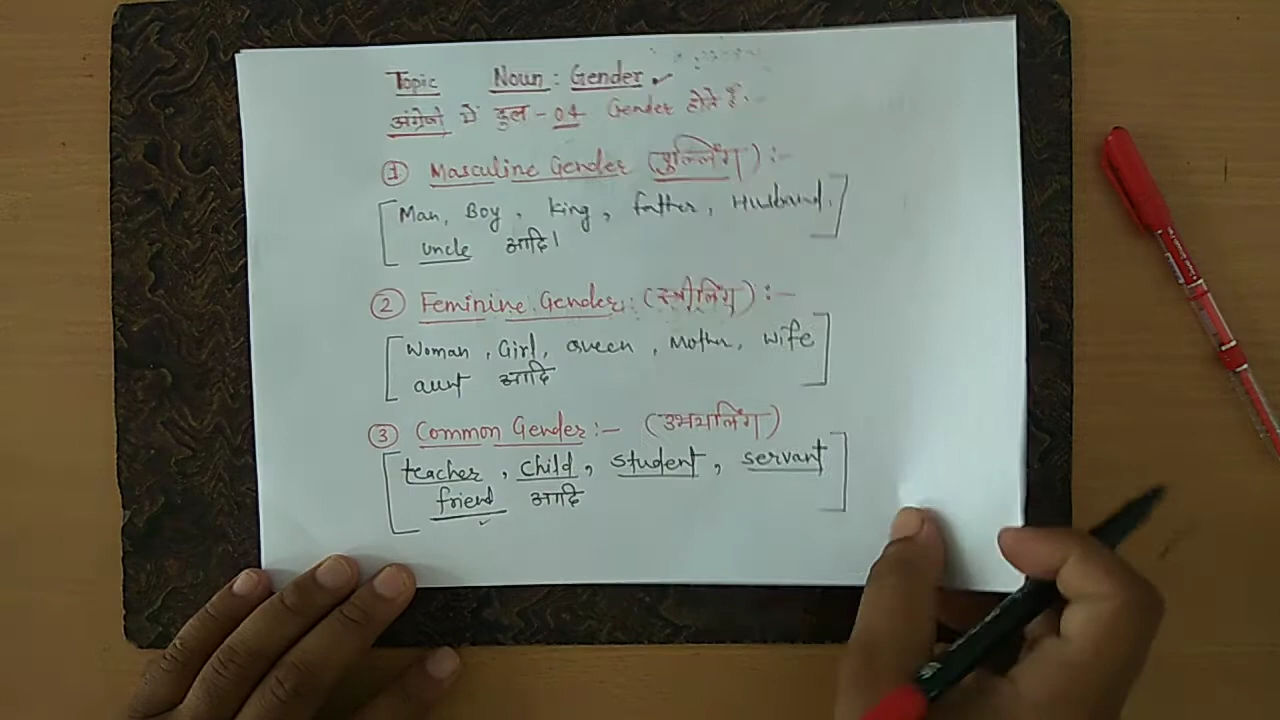 Topic Noun : Gender
अंग्रेजी में कुल - 04 Gender होते हैं.
① Masculine Gender (पुल्लिंग) :-
Man, Boy, King, father, Husband.
uncle आदि।
② Feminine Gender: (स्त्रीलिंग) :-
Woman, Girl, Queen, Mother, wife
aunt आदि
③ Common Gender :- (उभयलिंग)
teacher, child, student, servant
friend आदि